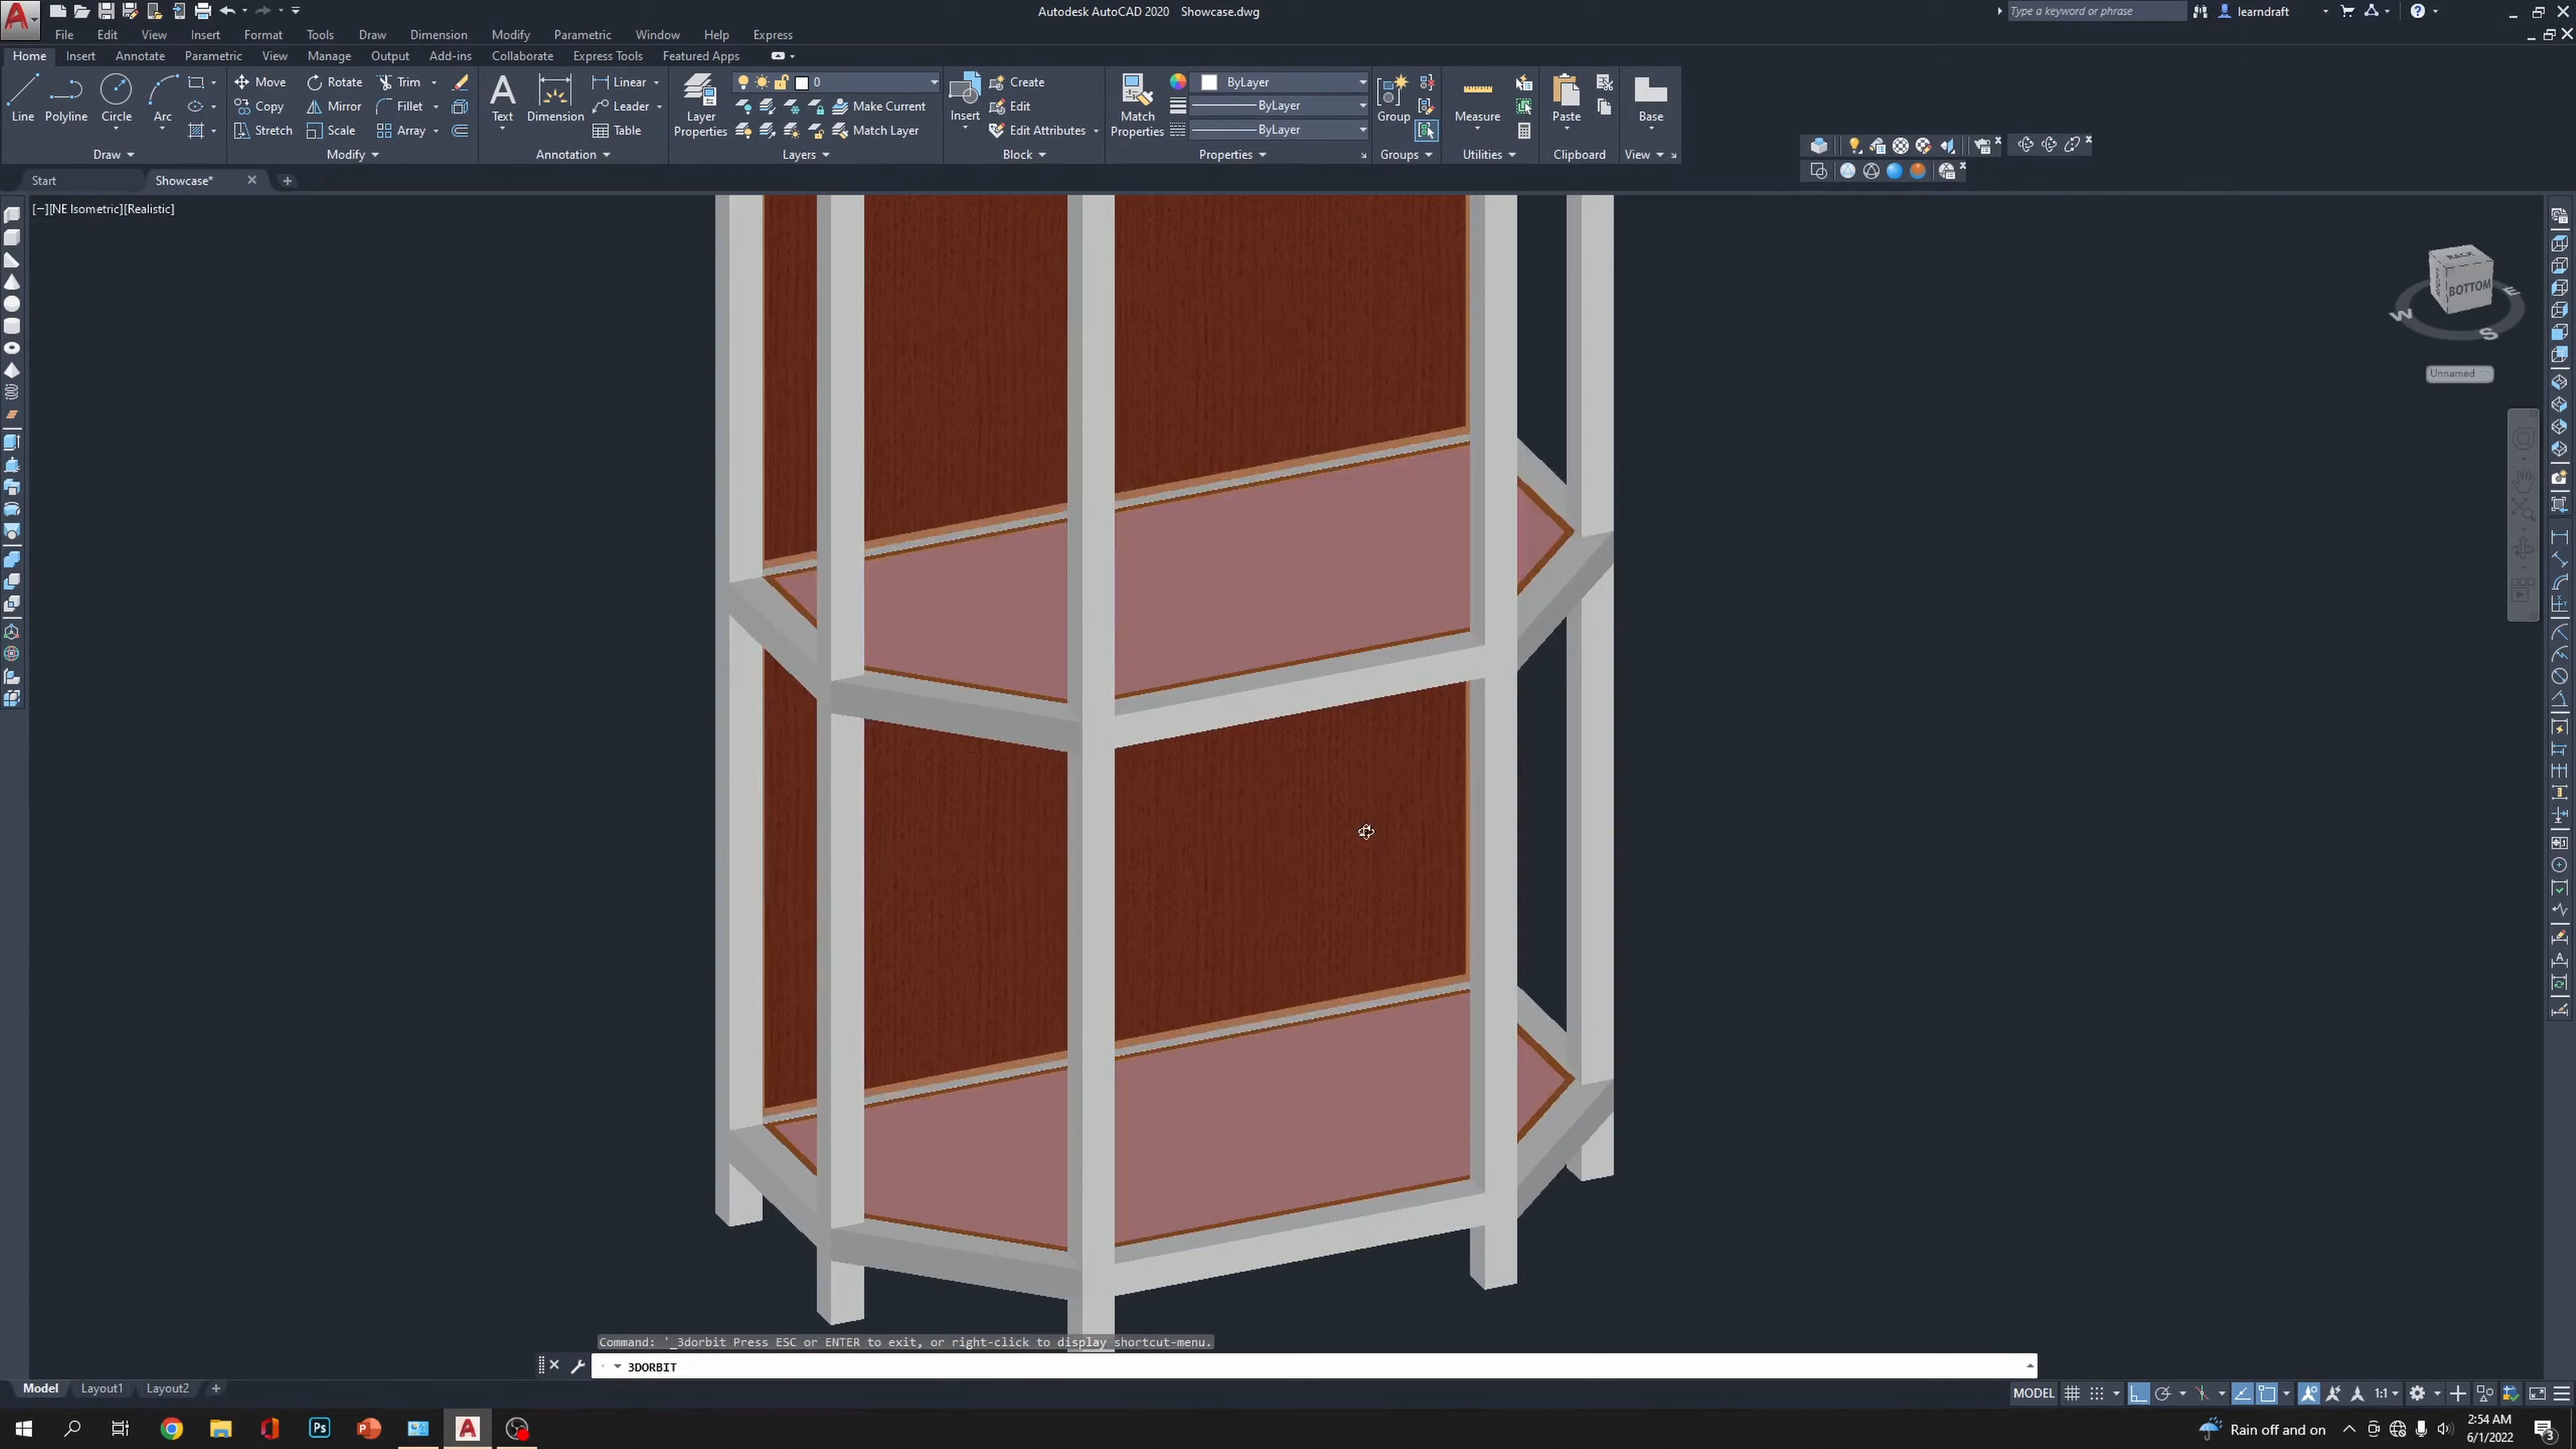 Autodesk AutoCAD 2020 Showcase.dwg
Type a keyword or phrase
learndraft
File Edit View Insert Format Tools Draw Dimension Modify Parametric Window Help Express
Home Insert Annotate Parametric View Manage Output Add-ins Collaborate Express Tools Featured Apps
Line Polyline Circle Arc
Move Rotate Trim
Copy Mirror Fillet
Stretch Scale Array
Text Dimension
Linear
Leader
Table
Layer Properties
0
Make Current
Match Layer
Insert
Create
Edit
Edit Attributes
Match Properties
ByLayer
ByLayer
ByLayer
Group
Measure
Paste
Base
Draw Modify Annotation Layers Block Properties Groups Utilities Clipboard View
Start Showcase*
[−][NE Isometric][Realistic]
BACK
BOTTOM
E
W
S
Unnamed
Command: '_3dorbit Press ESC or ENTER to exit, or right-click to display shortcut-menu.
3DORBIT
Model Layout1 Layout2
MODEL
1:1
Ps
P
A
Rain off and on
2:54 AM
6/1/2022
3